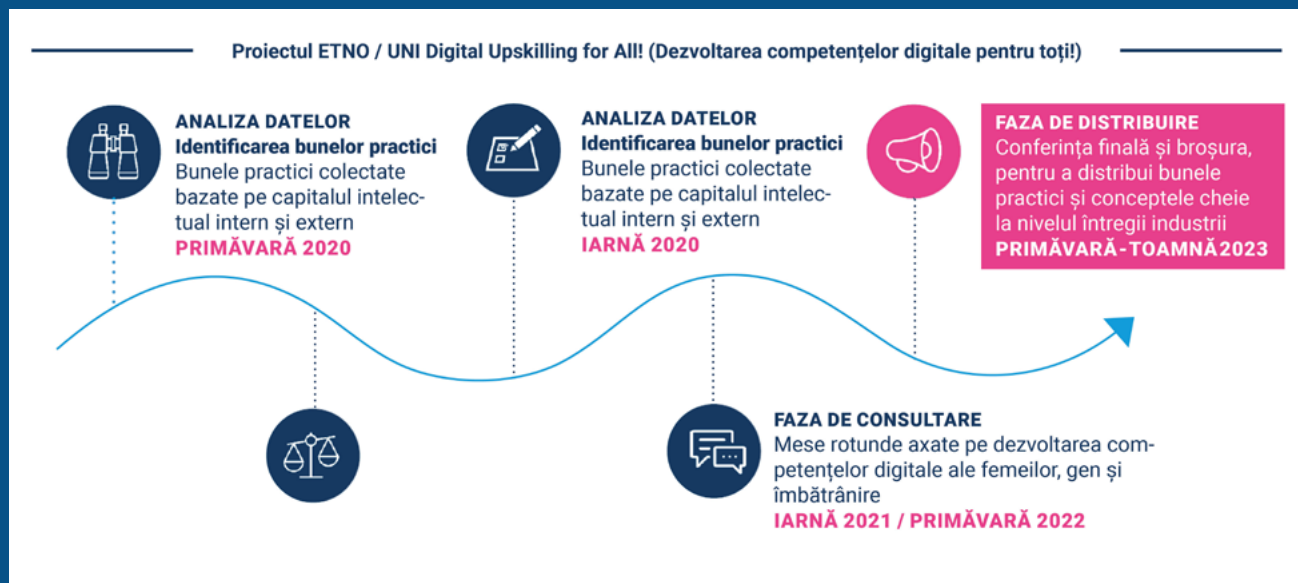 Proiectul ETNO / UNI Digital Upskilling for All! (Dezvoltarea competențelor digitale pentru toți!)
ANALIZA DATELOR
Identificarea bunelor practici
Bunele practici colectate
bazate pe capitalul intelec-
tual intern și extern
PRIMĂVARĂ 2020
ANALIZA DATELOR
Identificarea bunelor practici
Bunele practici colectate
bazate pe capitalul intelec-
tual intern și extern
IARNĂ 2020
FAZA DE DISTRIBUIRE
Conferința finală și broșura,
pentru a distribui bunele
practici și conceptele cheie
la nivelul întregii industrii
PRIMĂVARĂ-TOAMNĂ2023
FAZA DE CONSULTARE
Mese rotunde axate pe dezvoltarea com-
petențelor digitale ale femeilor, gen și
îmbătrânire
IARNĂ 2021 / PRIMĂVARĂ 2022